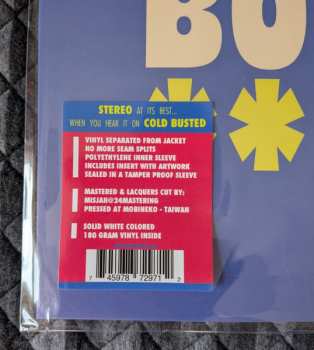 BO
STEREO AT ITS BEST...
WHEN YOU HEAR IT ON COLD BUSTED
VINYL SEPARATED FROM JACKET
NO MORE SEAM SPLITS
POLYETHYLENE INNER SLEEVE
INCLUDES INSERT WITH ARTWORK
SEALED IN A TAMPER PROOF SLEEVE
MASTERED & LACQUERS CUT BY:
MISJAH@24MASTERING
PRESSED AT MOBINEKO - TAIWAN
SOLID WHITE COLORED
180 GRAM VINYL INSIDE
7 45978 72971 2